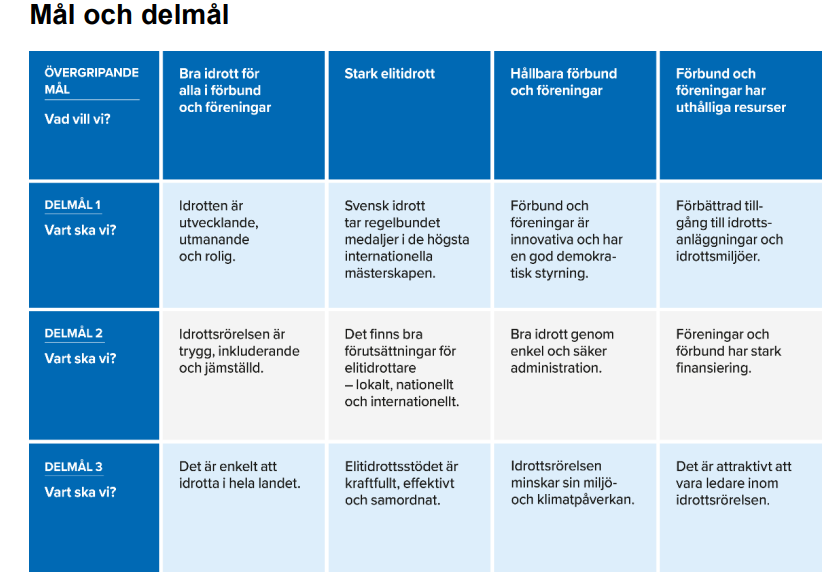 Mål och delmål
ÖVERGRIPANDE
MÅL
Vad vill vi?
Bra idrott för
alla i förbund
och föreningar
Stark elitidrott
Hållbara förbund
och föreningar
Förbund och
föreningar har
uthålliga resurser
DELMÅL 1
Vart ska vi?
Idrotten är
utvecklande,
utmanande
och rolig.
Svensk idrott
tar regelbundet
medaljer i de högsta
internationella
mästerskapen.
Förbund och
föreningar är
innovativa och har
en god demokra-
tisk styrning.
Förbättrad till-
gång till idrotts-
anläggningar och
idrottsmiljöer.
DELMÅL 2
Vart ska vi?
Idrottsrörelsen är
trygg, inkluderande
och jämställd.
Det finns bra
förutsättningar för
elitidrottare
– lokalt, nationellt
och internationellt.
Bra idrott genom
enkel och säker
administration.
Föreningar och
förbund har stark
finansiering.
DELMÅL 3
Vart ska vi?
Det är enkelt att
idrotta i hela landet.
Elitidrottsstödet är
kraftfullt, effektivt
och samordnat.
Idrottsrörelsen
minskar sin miljö-
och klimatpåverkan.
Det är attraktivt att
vara ledare inom
idrottsrörelsen.